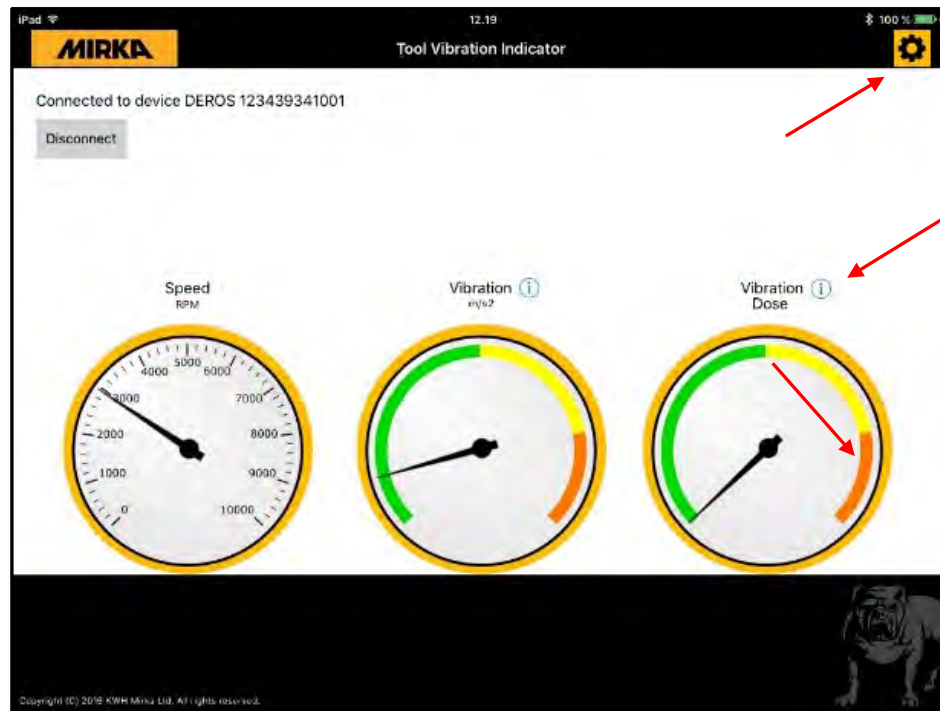 iPad 12.19 100 %
MIRKA Tool Vibration Indicator
Connected to device DEROS 123439341001
Disconnect
Speed
RPM
Vibration i
m/s2
Vibration i
Dose
0
1000
2000
3000
4000
5000
6000
7000
8000
9000
10000
Copyright (C) 2016 KWH Mirka Ltd. All rights reserved.